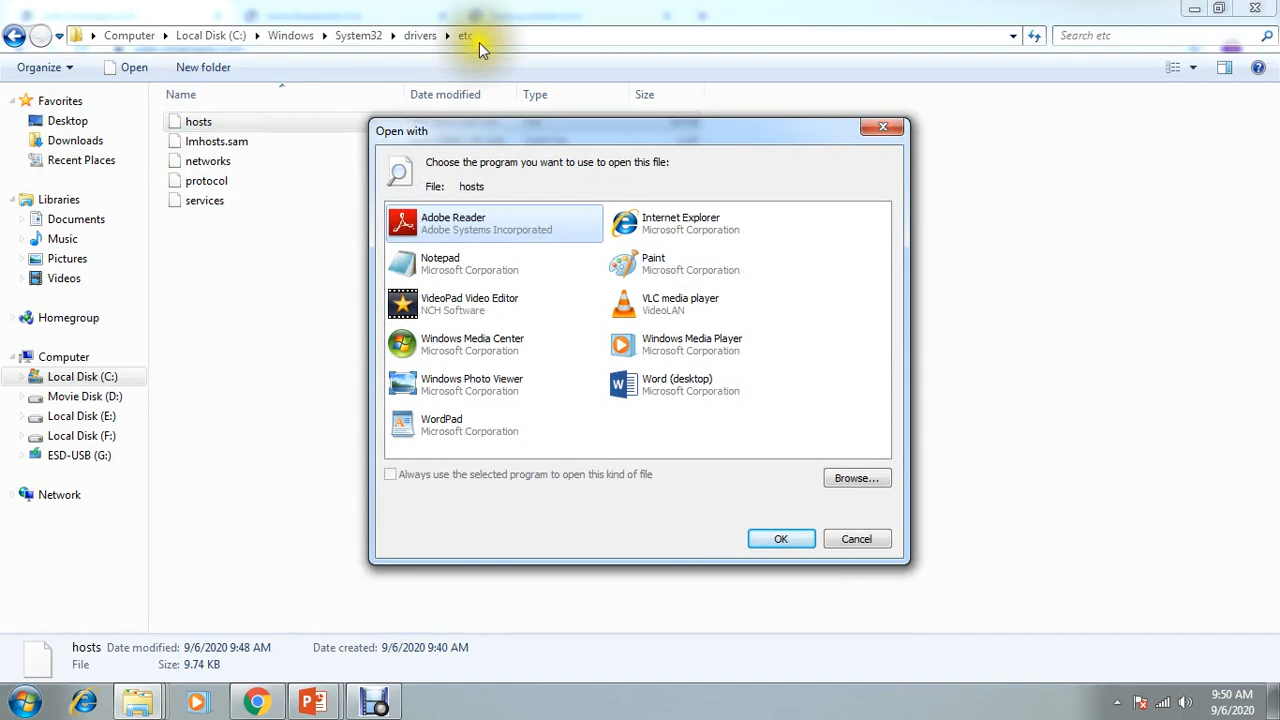 Computer Local Disk (C:) Windows System32 drivers etc
Search etc
Organize Open New folder
Name Date modified Type Size
Favorites
Desktop
Downloads
Recent Places
Libraries
Documents
Music
Pictures
Videos
Homegroup
Computer
Local Disk (C:)
Movie Disk (D:)
Local Disk (E:)
Local Disk (F:)
ESD-USB (G:)
Network
hosts
lmhosts.sam
networks
protocol
services
Open with
Choose the program you want to use to open this file:
File: hosts
Adobe Reader
Adobe Systems Incorporated
Internet Explorer
Microsoft Corporation
Notepad
Microsoft Corporation
Paint
Microsoft Corporation
VideoPad Video Editor
NCH Software
VLC media player
VideoLAN
Windows Media Center
Microsoft Corporation
Windows Media Player
Microsoft Corporation
Windows Photo Viewer
Microsoft Corporation
Word (desktop)
Microsoft Corporation
WordPad
Microsoft Corporation
Always use the selected program to open this kind of file
Browse...
OK Cancel
hosts Date modified: 9/6/2020 9:48 AM Date created: 9/6/2020 9:40 AM
File Size: 9.74 KB
9:50 AM
9/6/2020